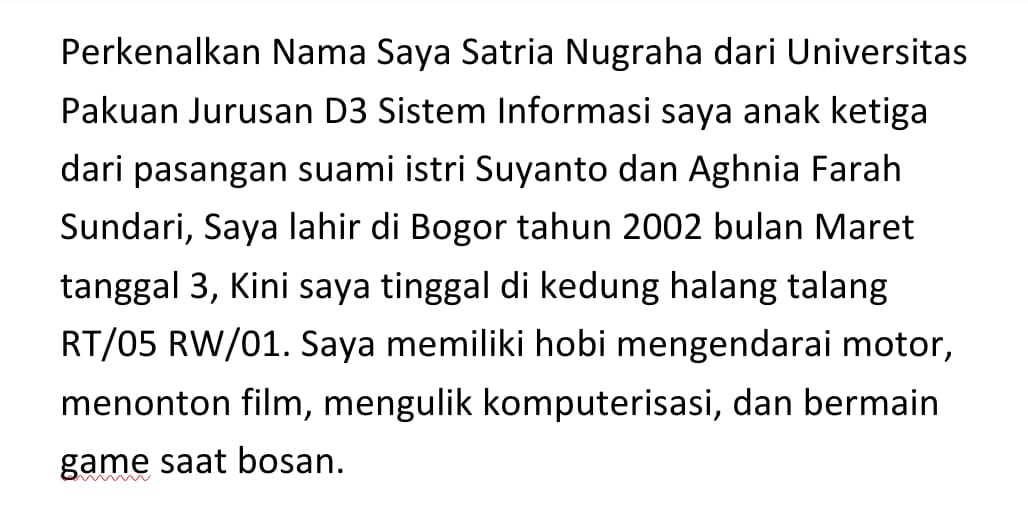 Perkenalkan Nama Saya Satria Nugraha dari Universitas
Pakuan Jurusan D3 Sistem Informasi saya anak ketiga
dari pasangan suami istri Suyanto dan Aghnia Farah
Sundari, Saya lahir di Bogor tahun 2002 bulan Maret
tanggal 3, Kini saya tinggal di kedung halang talang
RT/05 RW/01. Saya memiliki hobi mengendarai motor,
menonton film, mengulik komputerisasi, dan bermain
game saat bosan.